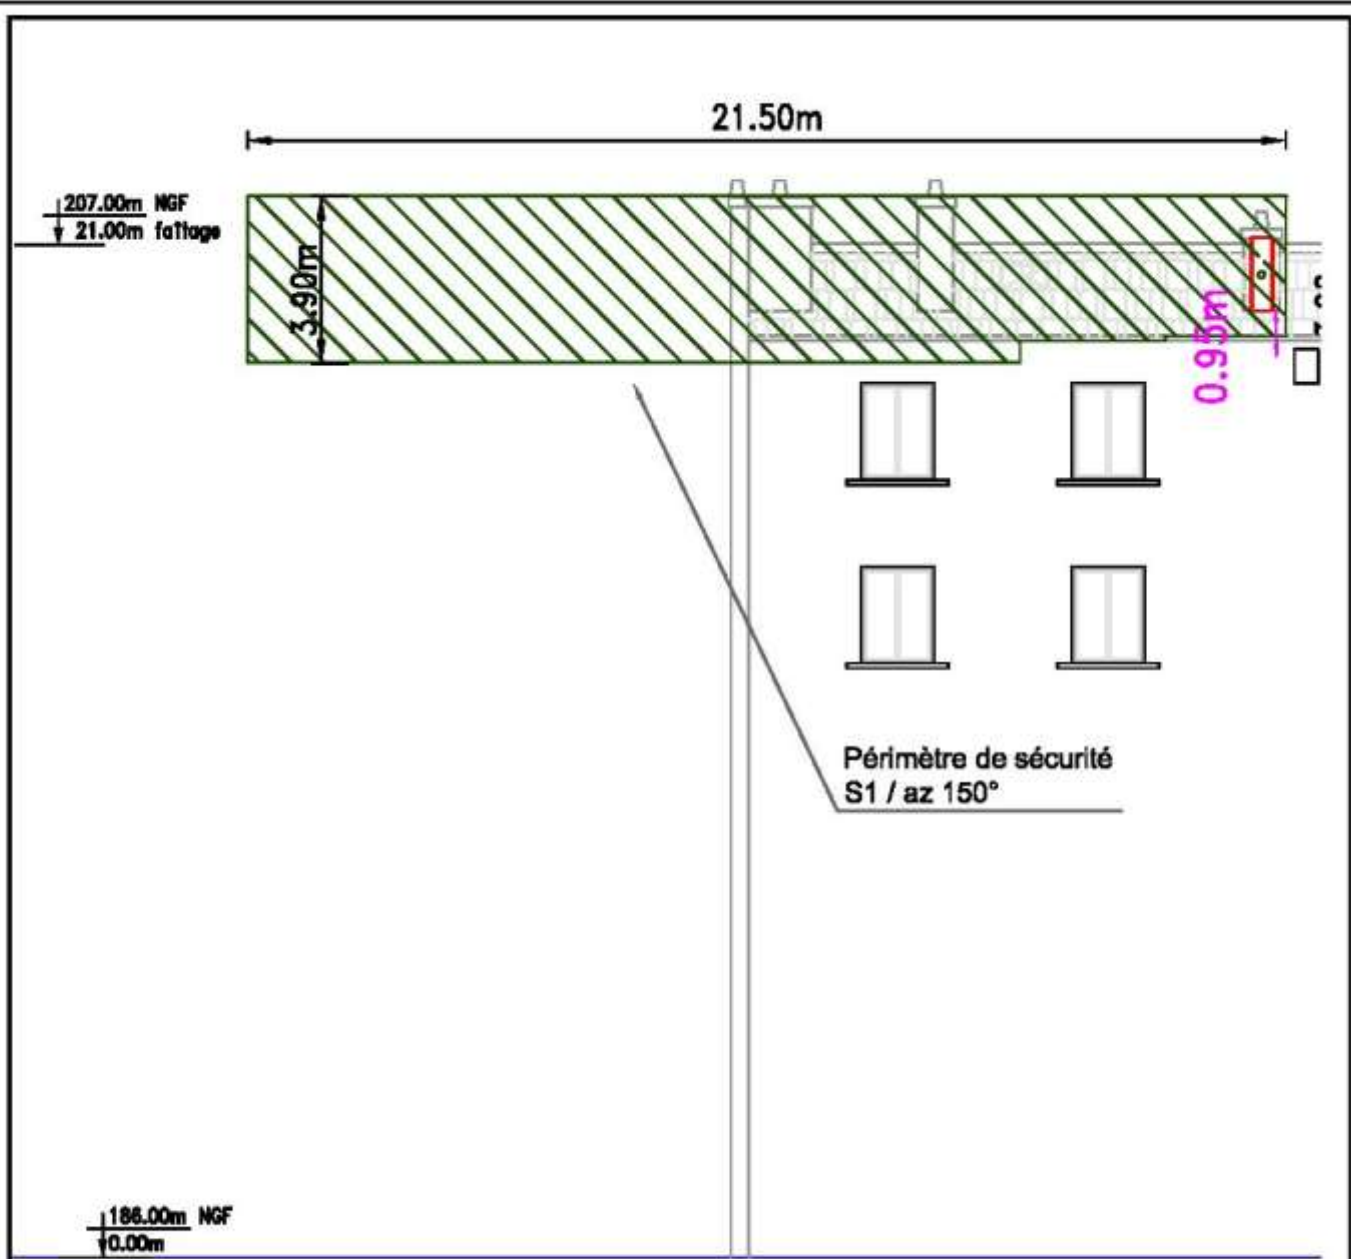 21.50m
207.00m NGF
21.00m faîtage
3.90m
0.95m
Périmètre de sécurité
S1 / az 150°
186.00m NGF
0.00m